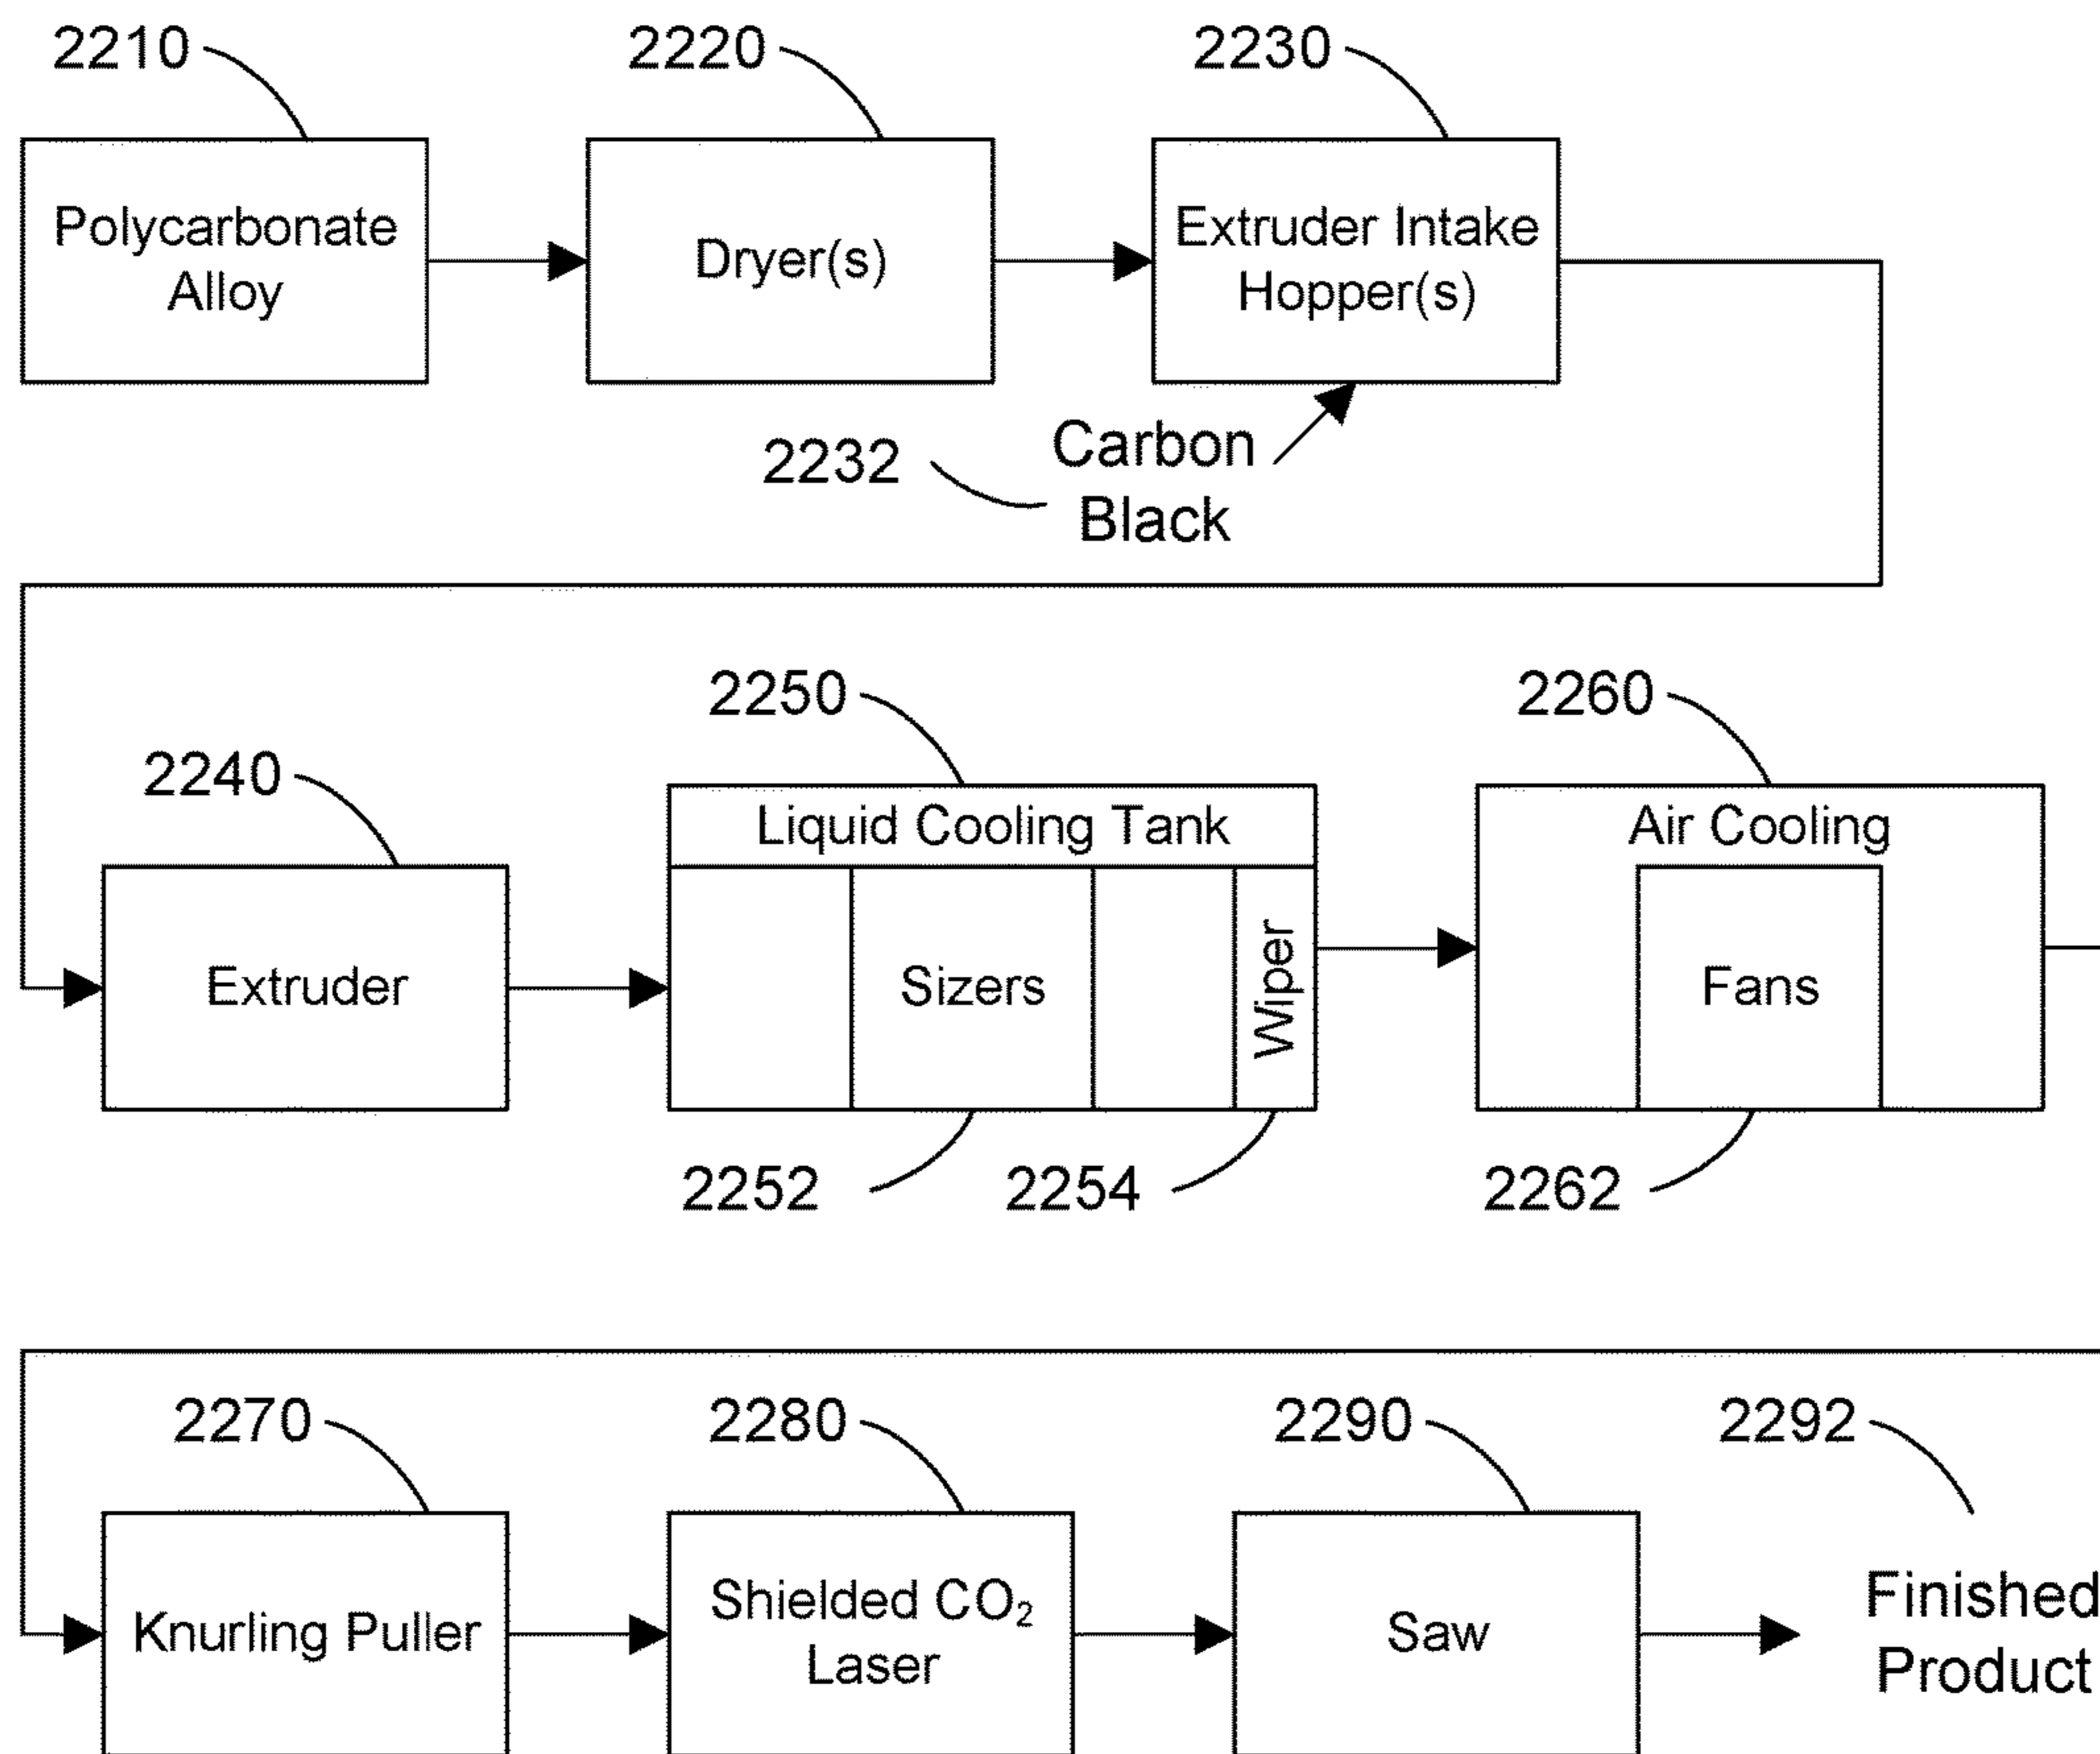 2210
2220
2230
Polycarbonate
Alloy
Dryer(s)
Extruder Intake
Hopper(s)
2232
Carbon
Black
2240
2250
2260
Extruder
Liquid Cooling Tank
Sizers
Wiper
Air Cooling
Fans
2252
2254
2262
2270
2280
2290
2292
Knurling Puller
Shielded CO₂
Laser
Saw
Finished
Product